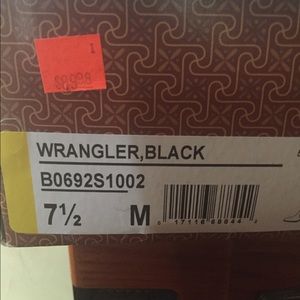 I
WRANGLER,BLACK
B0692S1002
7½ M